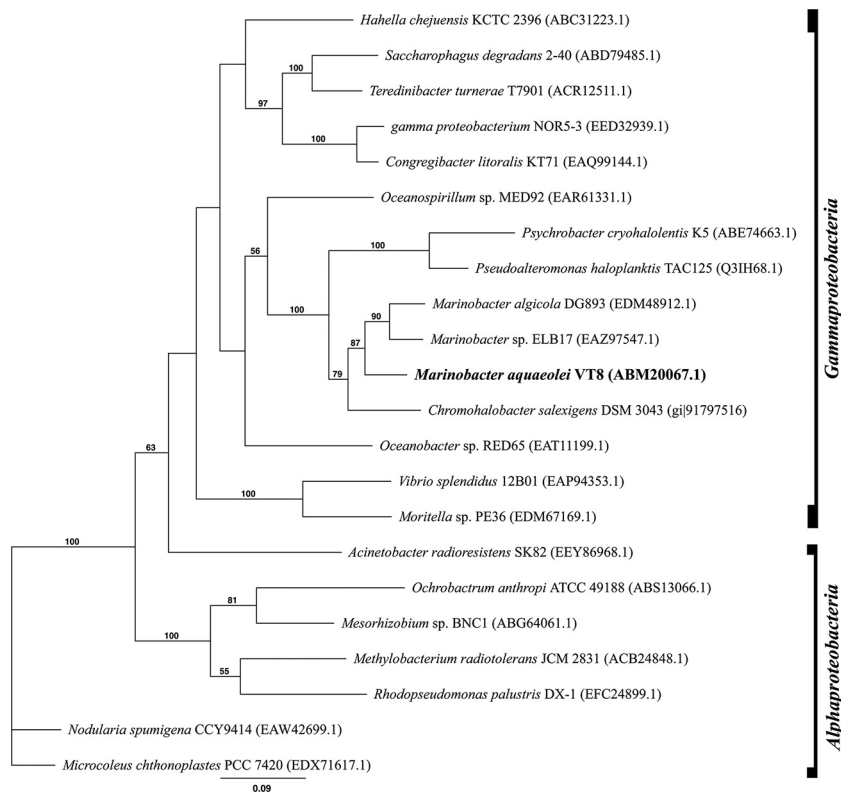 Hahella chejuensis KCTC 2396 (ABC31223.1)
Saccharophagus degradans 2-40 (ABD79485.1)
100
Teredinibacter turnerae T7901 (ACR12511.1)
97
gamma proteobacterium NOR5-3 (EED32939.1)
100
Congregibacter litoralis KT71 (EAQ99144.1)
Oceanospirillum sp. MED92 (EAR61331.1)
Psychrobacter cryohalolentis K5 (ABE74663.1)
56
100
Pseudoalteromonas haloplanktis TAC125 (Q3IH68.1)
Marinobacter algicola DG893 (EDM48912.1)
100
90
Marinobacter sp. ELB17 (EAZ97547.1)
87
Marinobacter aquaeolei VT8 (ABM20067.1)
79
Chromohalobacter salexigens DSM 3043 (gi|91797516)
Oceanobacter sp. RED65 (EAT11199.1)
63
Vibrio splendidus 12B01 (EAP94353.1)
100
Moritella sp. PE36 (EDM67169.1)
100
Acinetobacter radioresistens SK82 (EEY86968.1)
Ochrobactrum anthropi ATCC 49188 (ABS13066.1)
81
Mesorhizobium sp. BNC1 (ABG64061.1)
100
Methylobacterium radiotolerans JCM 2831 (ACB24848.1)
55
Rhodopseudomonas palustris DX-1 (EFC24899.1)
Nodularia spumigena CCY9414 (EAW42699.1)
Microcoleus chthonoplastes PCC 7420 (EDX71617.1)
0.09
Gammaproteobacteria
Alphaproteobacteria